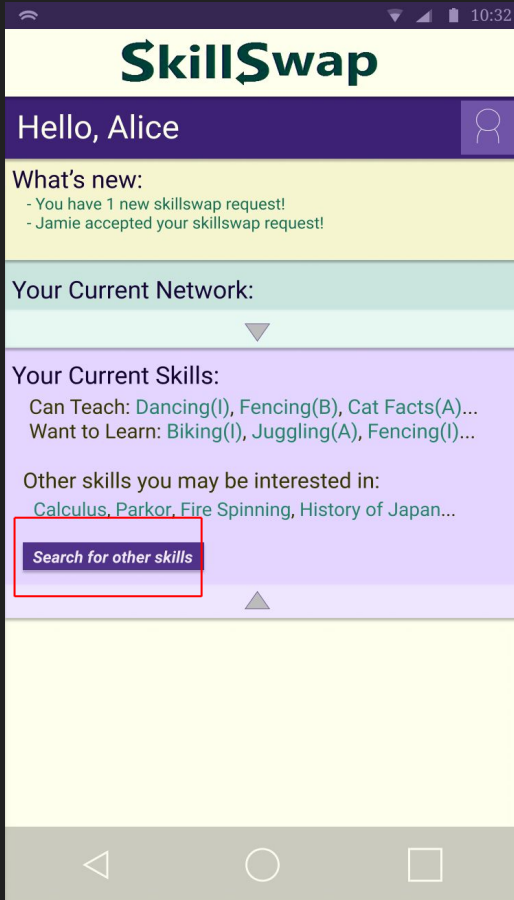 10:32
SkillSwap
Hello, Alice
What's new:
- You have 1 new skillswap request!
- Jamie accepted your skillswap request!
Your Current Network:
Your Current Skills:
Can Teach: Dancing(I), Fencing(B), Cat Facts(A)...
Want to Learn: Biking(I), Juggling(A), Fencing(I)...
Other skills you may be interested in:
Calculus, Parkor, Fire Spinning, History of Japan...
Search for other skills